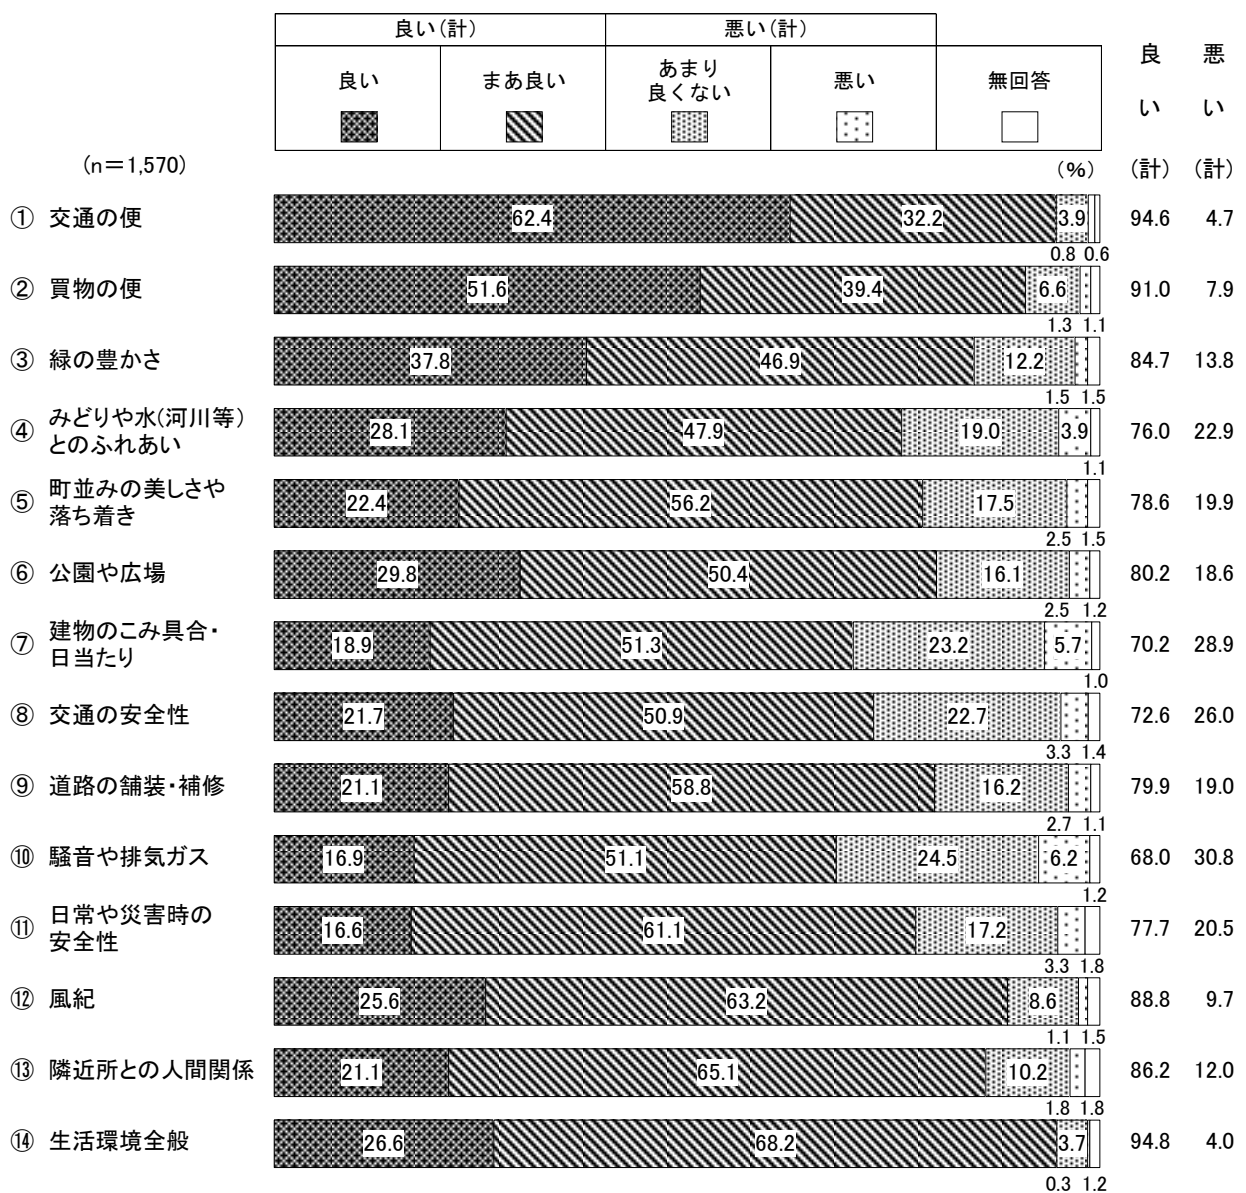 良い(計) 悪い(計)
良い まあ良い あまり良くない 悪い 無回答
良い(計) 悪い(計)
(n＝1,570) (%)
① 交通の便 62.4 32.2 3.9 94.6 4.7
0.8 0.6
② 買物の便 51.6 39.4 6.6 91.0 7.9
1.3 1.1
③ 緑の豊かさ 37.8 46.9 12.2 84.7 13.8
1.5 1.5
④ みどりや水(河川等)
とのふれあい 28.1 47.9 19.0 3.9 76.0 22.9
1.1
⑤ 町並みの美しさや
落ち着き 22.4 56.2 17.5 78.6 19.9
2.5 1.5
⑥ 公園や広場 29.8 50.4 16.1 80.2 18.6
2.5 1.2
⑦ 建物のこみ具合・
日当たり 18.9 51.3 23.2 5.7 70.2 28.9
1.0
⑧ 交通の安全性 21.7 50.9 22.7 72.6 26.0
3.3 1.4
⑨ 道路の舗装・補修 21.1 58.8 16.2 79.9 19.0
2.7 1.1
⑩ 騒音や排気ガス 16.9 51.1 24.5 6.2 68.0 30.8
1.2
⑪ 日常や災害時の
安全性 16.6 61.1 17.2 77.7 20.5
3.3 1.8
⑫ 風紀 25.6 63.2 8.6 88.8 9.7
1.1 1.5
⑬ 隣近所との人間関係 21.1 65.1 10.2 86.2 12.0
1.8 1.8
⑭ 生活環境全般 26.6 68.2 3.7 94.8 4.0
0.3 1.2